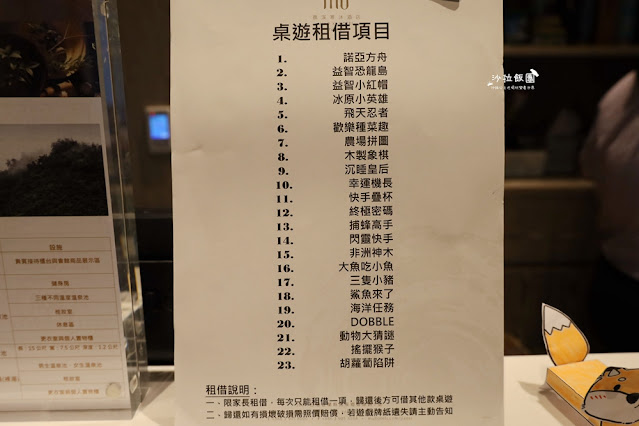 桌遊租借項目
1. 諾亞方舟
2. 益智恐龍島
3. 益智小紅帽
4. 冰原小英雄
5. 飛天忍者
6. 歡樂種菜趣
7. 農場拼圖
8. 木製象棋
9. 沉睡皇后
10. 幸運機長
11. 快手疊杯
12. 終極密碼
13. 捕蜂高手
14. 閃靈快手
15. 非洲神木
16. 大魚吃小魚
17. 三隻小豬
18. 鯊魚來了
19. 海洋任務
20. DOBBLE
21. 動物大猜謎
22. 搖擺猴子
23. 胡蘿蔔陷阱
租借說明：
一、限家長租借，每次只能租借一項，歸還後方可借其他款桌遊
二、歸還如有損壞破損需照價賠償，若遊戲牌紙遺失請主動告知
沙拉飯團
設施